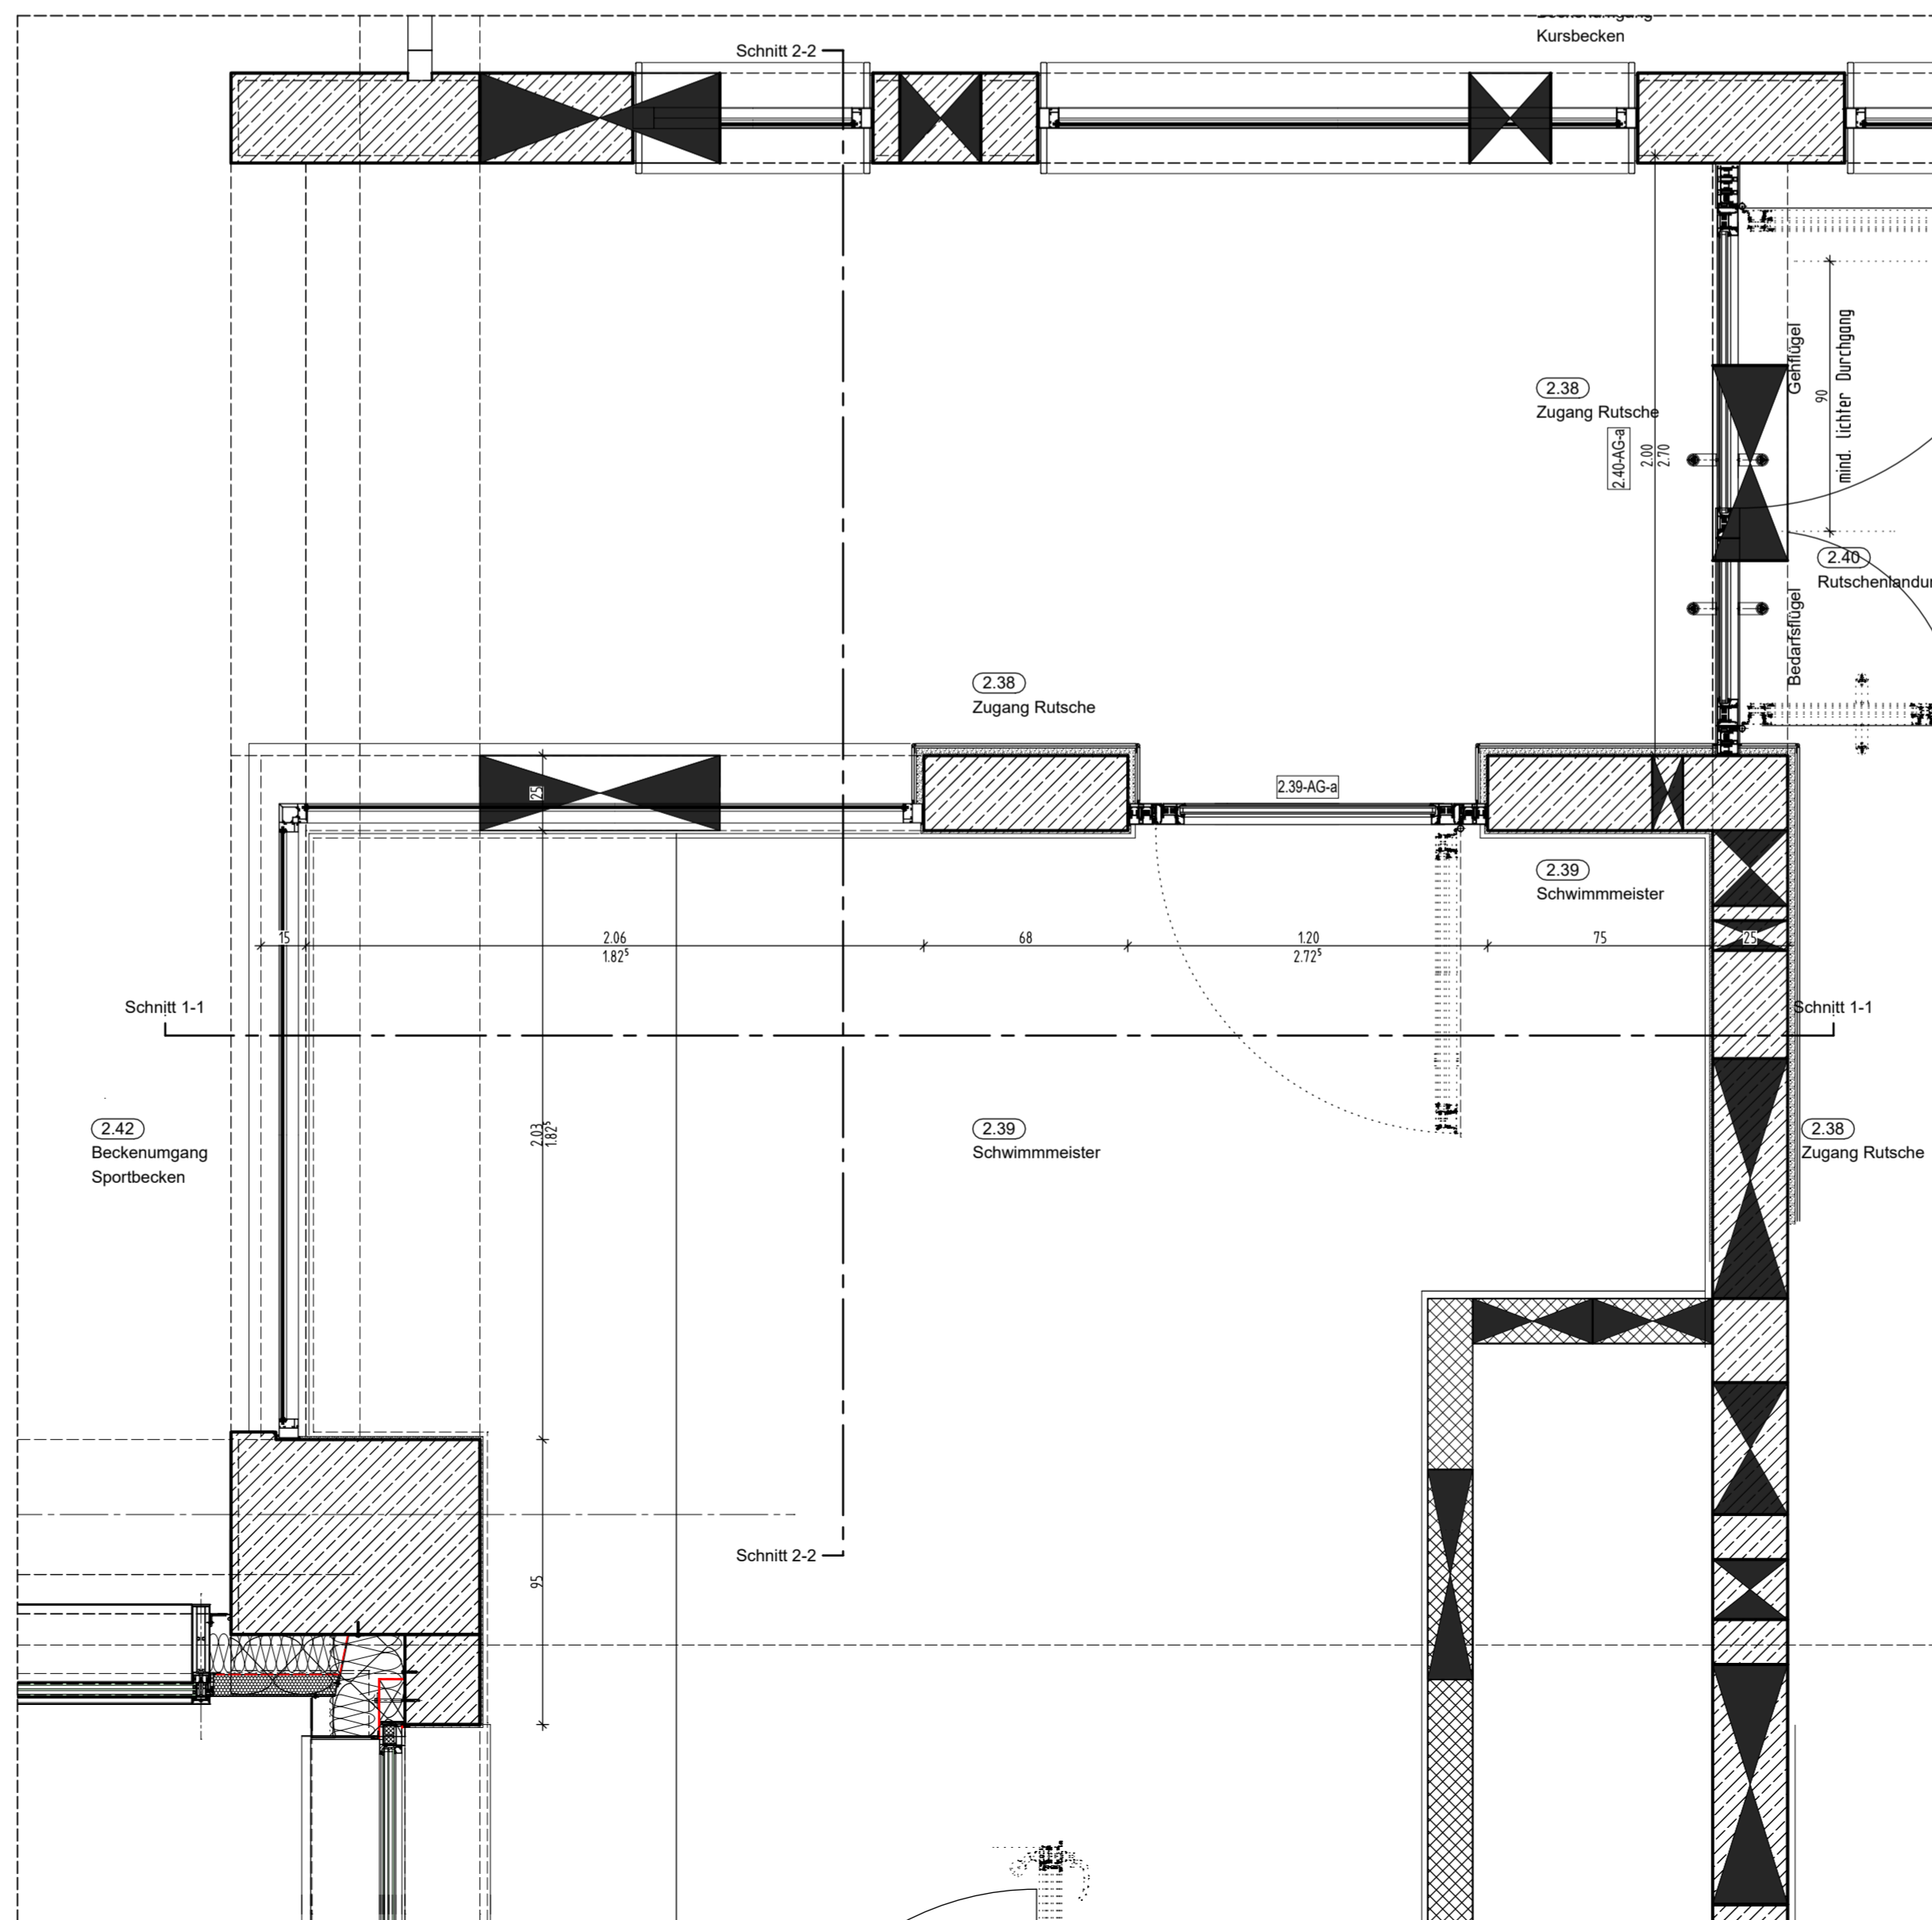 Kursbecken
Schnitt 2-2
2.38
Zugang Rutsche
2.40-AG-a
2.00
2.70
Gehflügel
90
mind. lichter Durchgang
2.40
Bedarfsflügel
2.38
Zugang Rutsche
25
2.39-AG-a
2.39
Schwimmmeister
15
2.06
1.82⁵
68
1.20
2.72⁵
75
25
Schnitt 1-1
Schnitt 1-1
2.42
Beckenumgang
Sportbecken
2.03
1.82⁵
2.39
Schwimmmeister
2.38
Zugang Rutsche
Schnitt 2-2
95